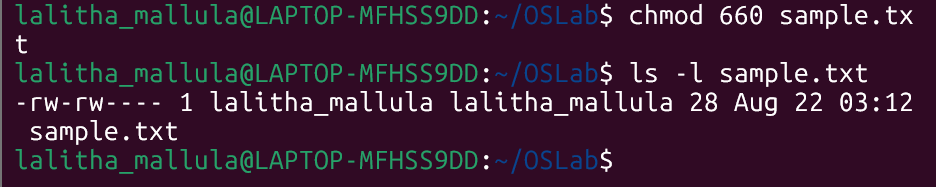 lalitha_mallula@LAPTOP-MFHSS9DD:~/OSLab$ chmod 660 sample.tx
t
lalitha_mallula@LAPTOP-MFHSS9DD:~/OSLab$ ls -l sample.txt
-rw-rw---- 1 lalitha_mallula lalitha_mallula 28 Aug 22 03:12
 sample.txt
lalitha_mallula@LAPTOP-MFHSS9DD:~/OSLab$